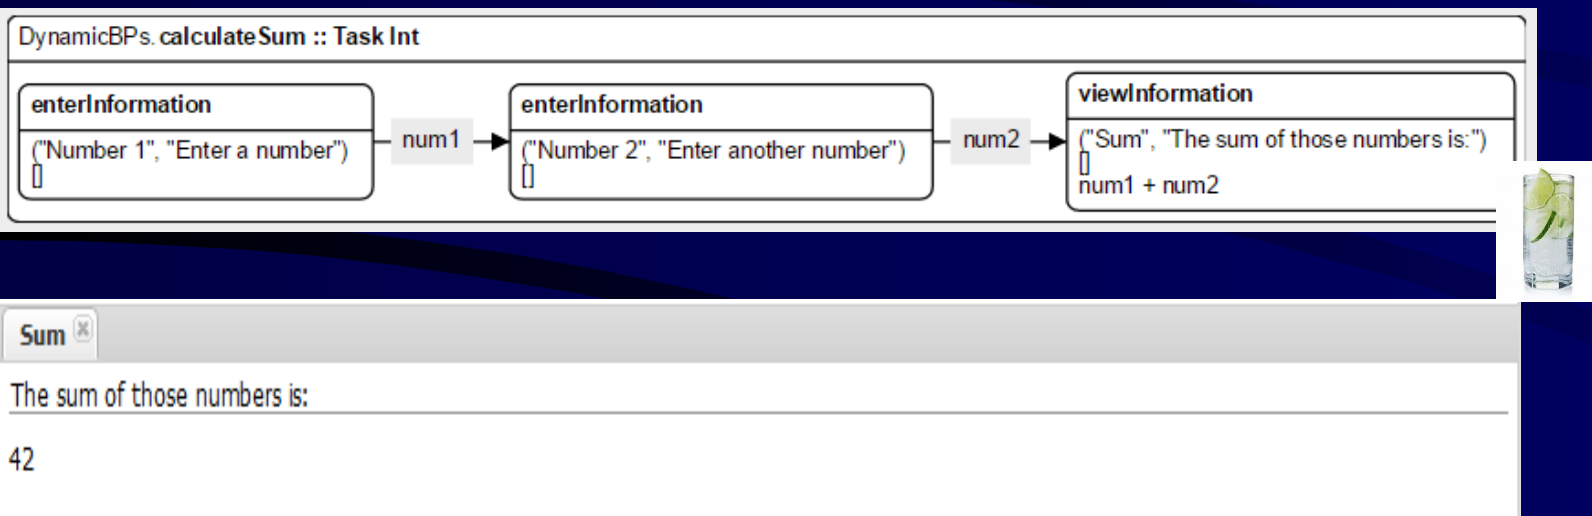 DynamicBPs.calculateSum :: Task Int
enterInformation
("Number 1", "Enter a number")
[]
num1
enterInformation
("Number 2", "Enter another number")
[]
num2
viewInformation
("Sum", "The sum of those numbers is:")
[]
num1 + num2
Sum
The sum of those numbers is:
42